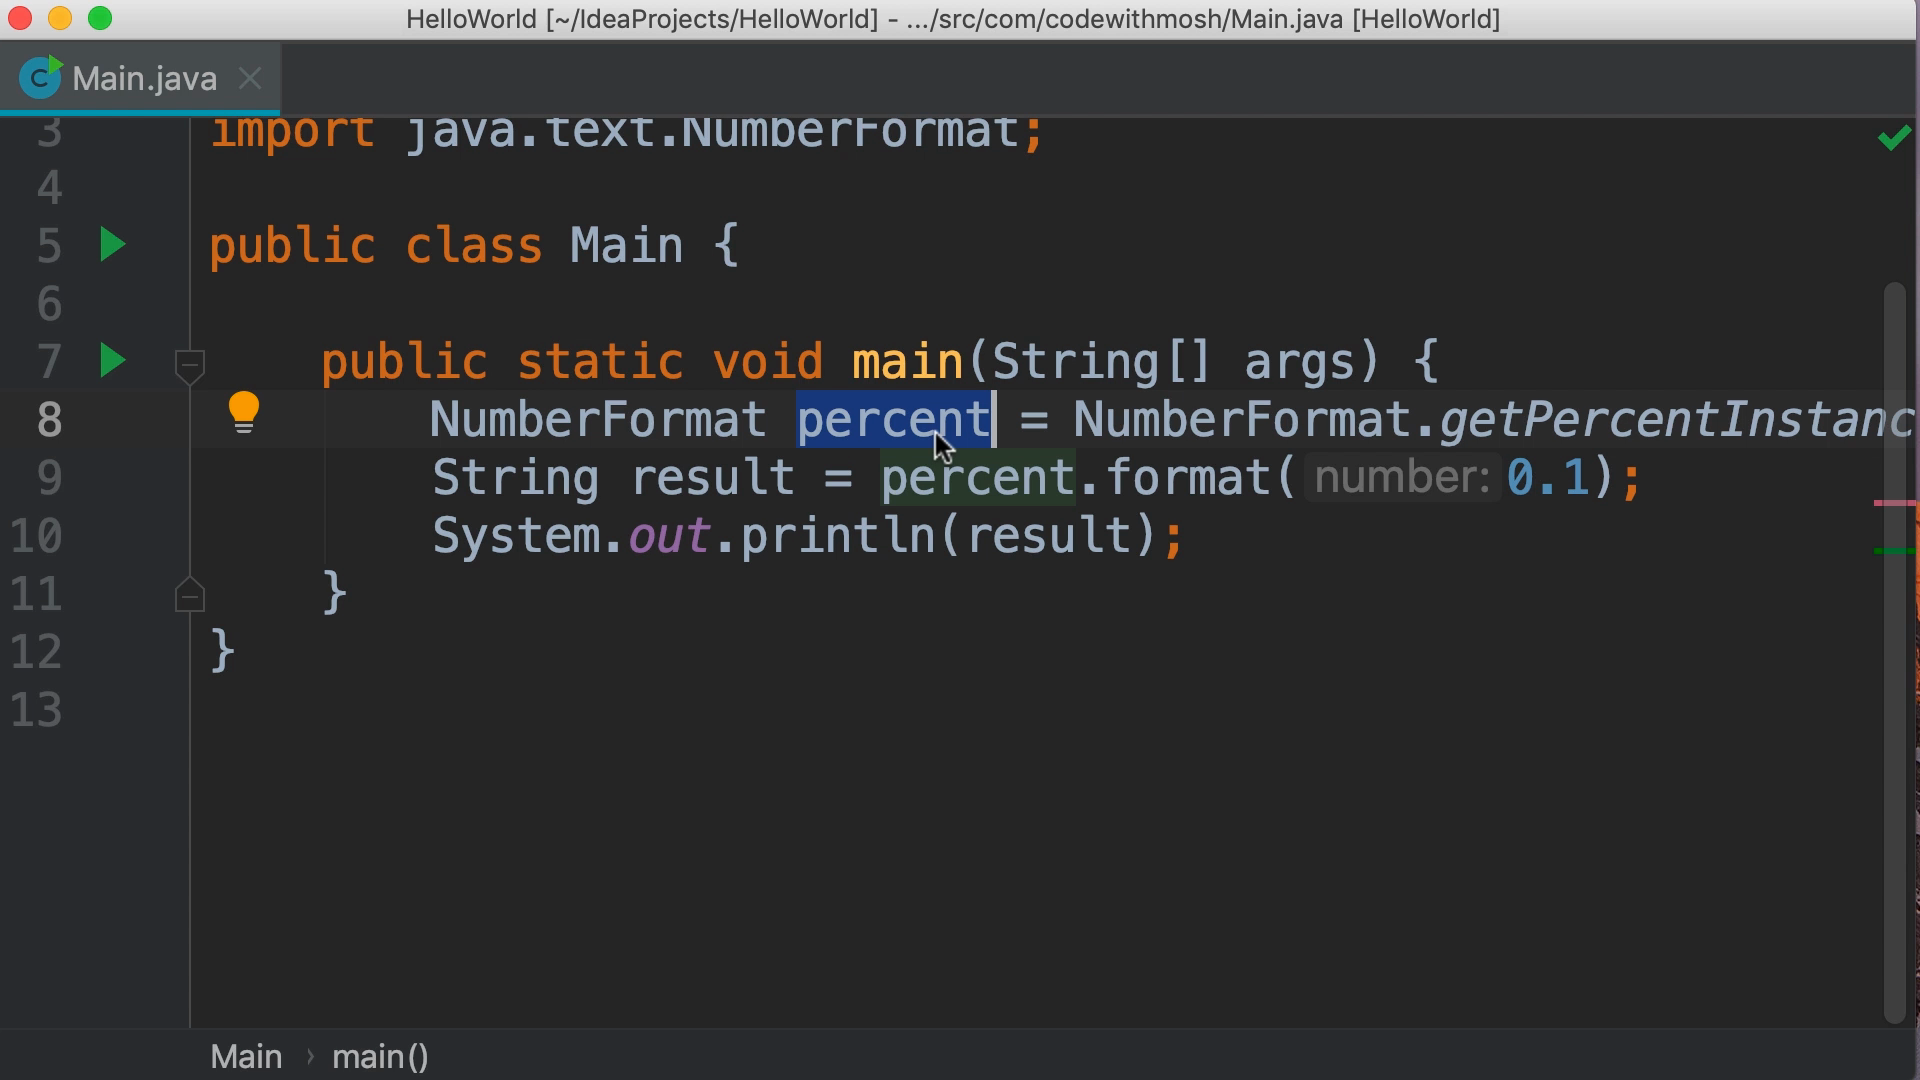 HelloWorld [~/IdeaProjects/HelloWorld] - .../src/com/codewithmosh/Main.java [HelloWorld]
C Main.java
3 import java.text.NumberFormat;
4
5 public class Main {
6
7 public static void main(String[] args) {
8 NumberFormat percent = NumberFormat.getPercentInstanc
9 String result = percent.format( number: 0.1);
10 System.out.println(result);
11 }
12 }
13
Main › main()